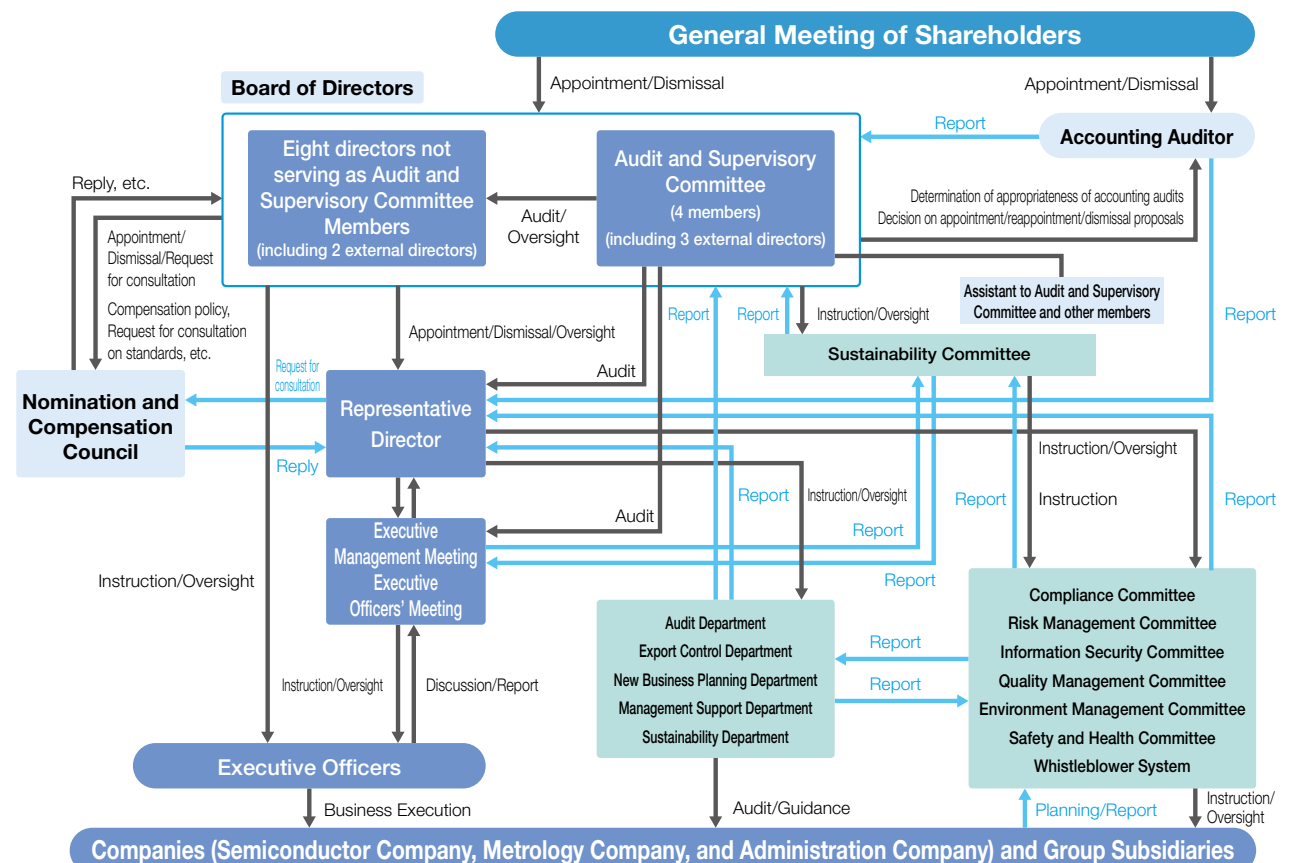 General Meeting of Shareholders
Appointment/Dismissal
Appointment/Dismissal
Board of Directors
Report
Accounting Auditor
Eight directors not
serving as Audit and
Supervisory Committee
Members
(including 2 external directors)
Audit/
Oversight
Audit and Supervisory
Committee
(4 members)
(including 3 external directors)
Determination of appropriateness of accounting audits
Decision on appointment/reappointment/dismissal proposals
Reply, etc.
Appointment/
Dismissal/Request
for consultation
Compensation policy,
Request for consultation
on standards, etc.
Assistant to Audit and Supervisory
Committee and other members
Report
Report
Instruction/Oversight
Report
Appointment/Dismissal/Oversight
Sustainability Committee
Audit
Request for
consultation
Nomination and
Compensation
Council
Representative
Director
Reply
Instruction/Oversight
Report
Instruction/Oversight
Report
Instruction
Report
Audit
Report
Executive
Management Meeting
Executive
Officers’ Meeting
Report
Instruction/Oversight
Audit Department
Export Control Department
New Business Planning Department
Management Support Department
Sustainability Department
Report
Report
Compliance Committee
Risk Management Committee
Information Security Committee
Quality Management Committee
Environment Management Committee
Safety and Health Committee
Whistleblower System
Instruction/Oversight
Discussion/Report
Executive Officers
Business Execution
Audit/Guidance
Planning/Report
Instruction/
Oversight
Companies (Semiconductor Company, Metrology Company, and Administration Company) and Group Subsidiaries